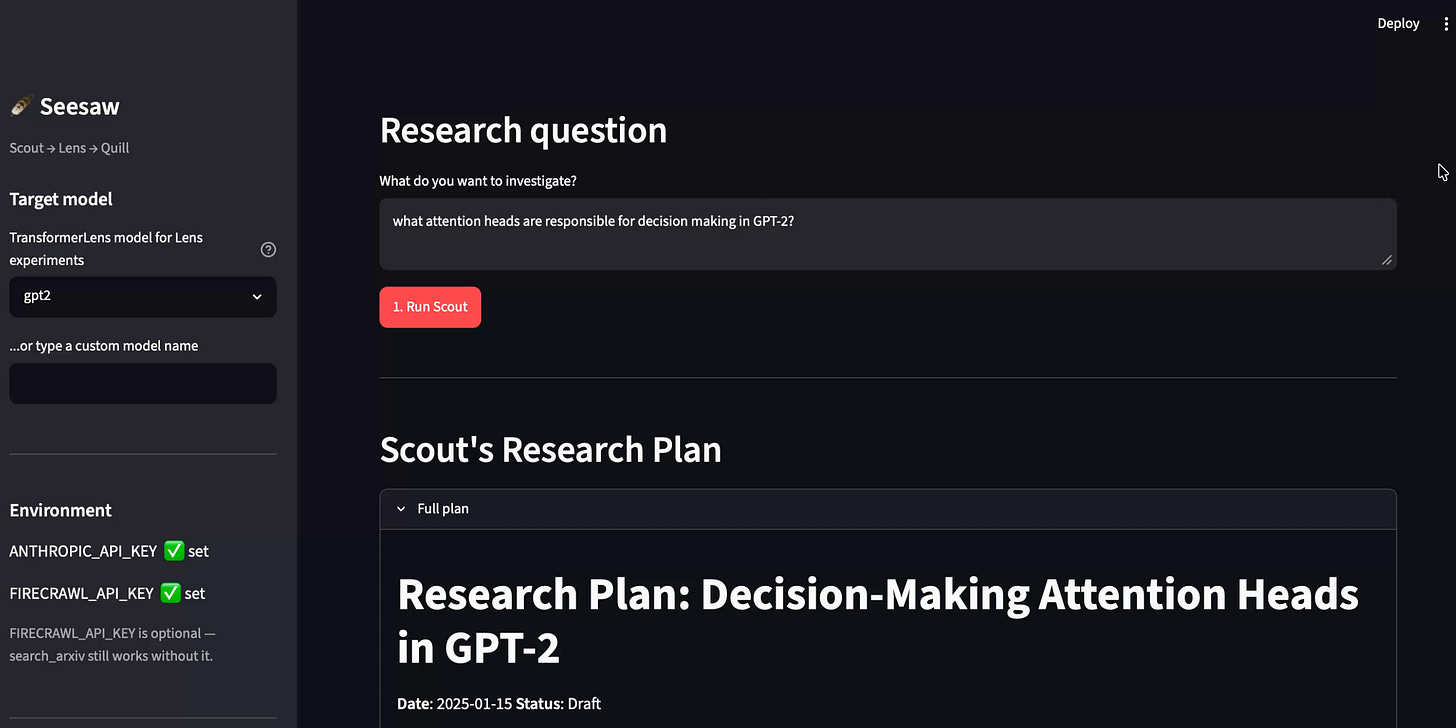 Deploy
Seesaw
Scout → Lens → Quill
Target model
TransformerLens model for Lens
experiments
gpt2
...or type a custom model name
Environment
ANTHROPIC_API_KEY ✅ set
FIRECRAWL_API_KEY ✅ set
FIRECRAWL_API_KEY is optional —
search_arxiv still works without it.
Research question
What do you want to investigate?
what attention heads are responsible for decision making in GPT-2?
1. Run Scout
Scout's Research Plan
Full plan
Research Plan: Decision-Making Attention Heads
in GPT-2
Date: 2025-01-15 Status: Draft